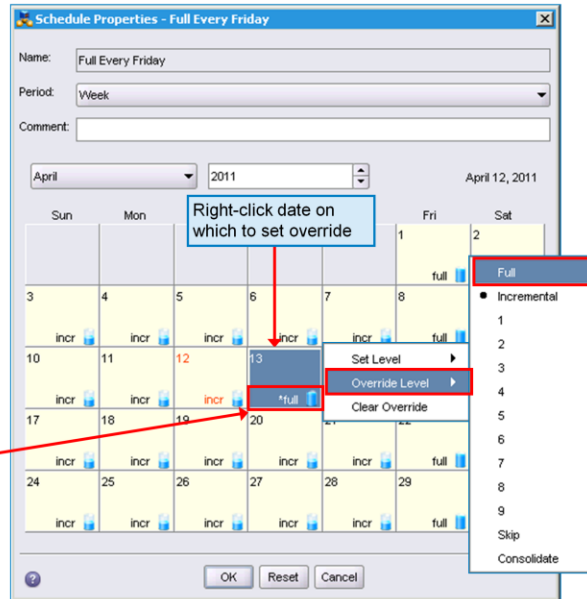 Schedule Properties - Full Every Friday
Name: Full Every Friday
Period: Week
Comment:
April 2011 April 12, 2011
Right-click date on
which to set override
Sun Mon Fri Sat
1 2
full
Full
Incremental
1
2
3
4
5
6
7
8
9
Skip
Consolidate
3 4 5 6 7 8
incr incr incr incr incr full
Set Level
Override Level
Clear Override
10 11 12 13
incr incr incr *full
17 18 19 20
incr incr incr incr incr full
24 25 26 27 28 29
incr incr incr incr incr full
OK Reset Cancel